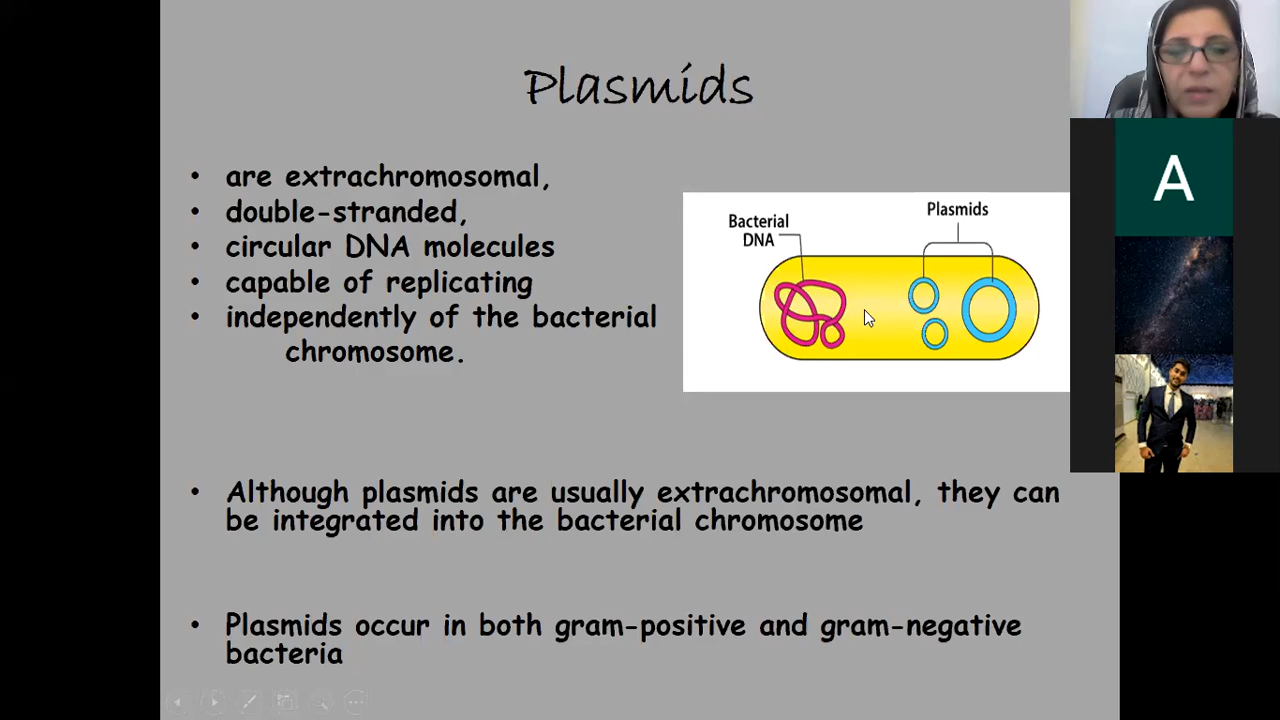 Plasmids
• are extrachromosomal,
• double-stranded,
• circular DNA molecules
• capable of replicating
• independently of the bacterial
chromosome.
Bacterial
DNA
Plasmids
A
• Although plasmids are usually extrachromosomal, they can
be integrated into the bacterial chromosome
• Plasmids occur in both gram-positive and gram-negative
bacteria